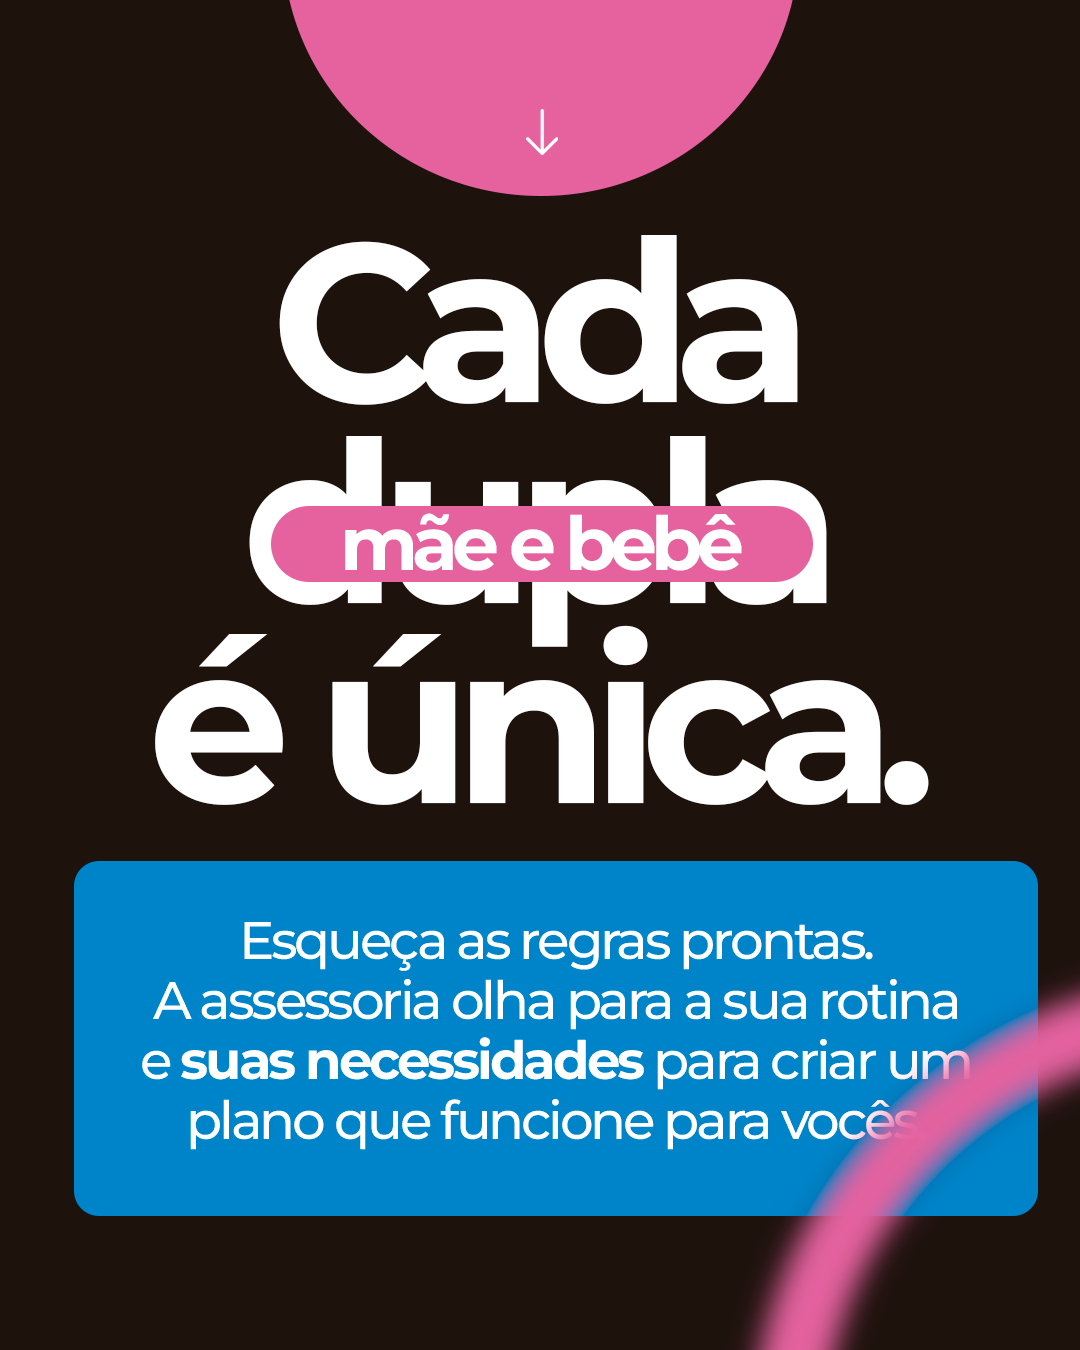 Cada
dupla
mãe e bebê
é única.
Esqueça as regras prontas.
A assessoria olha para a sua rotina
e suas necessidades para criar um
plano que funcione para vocês.